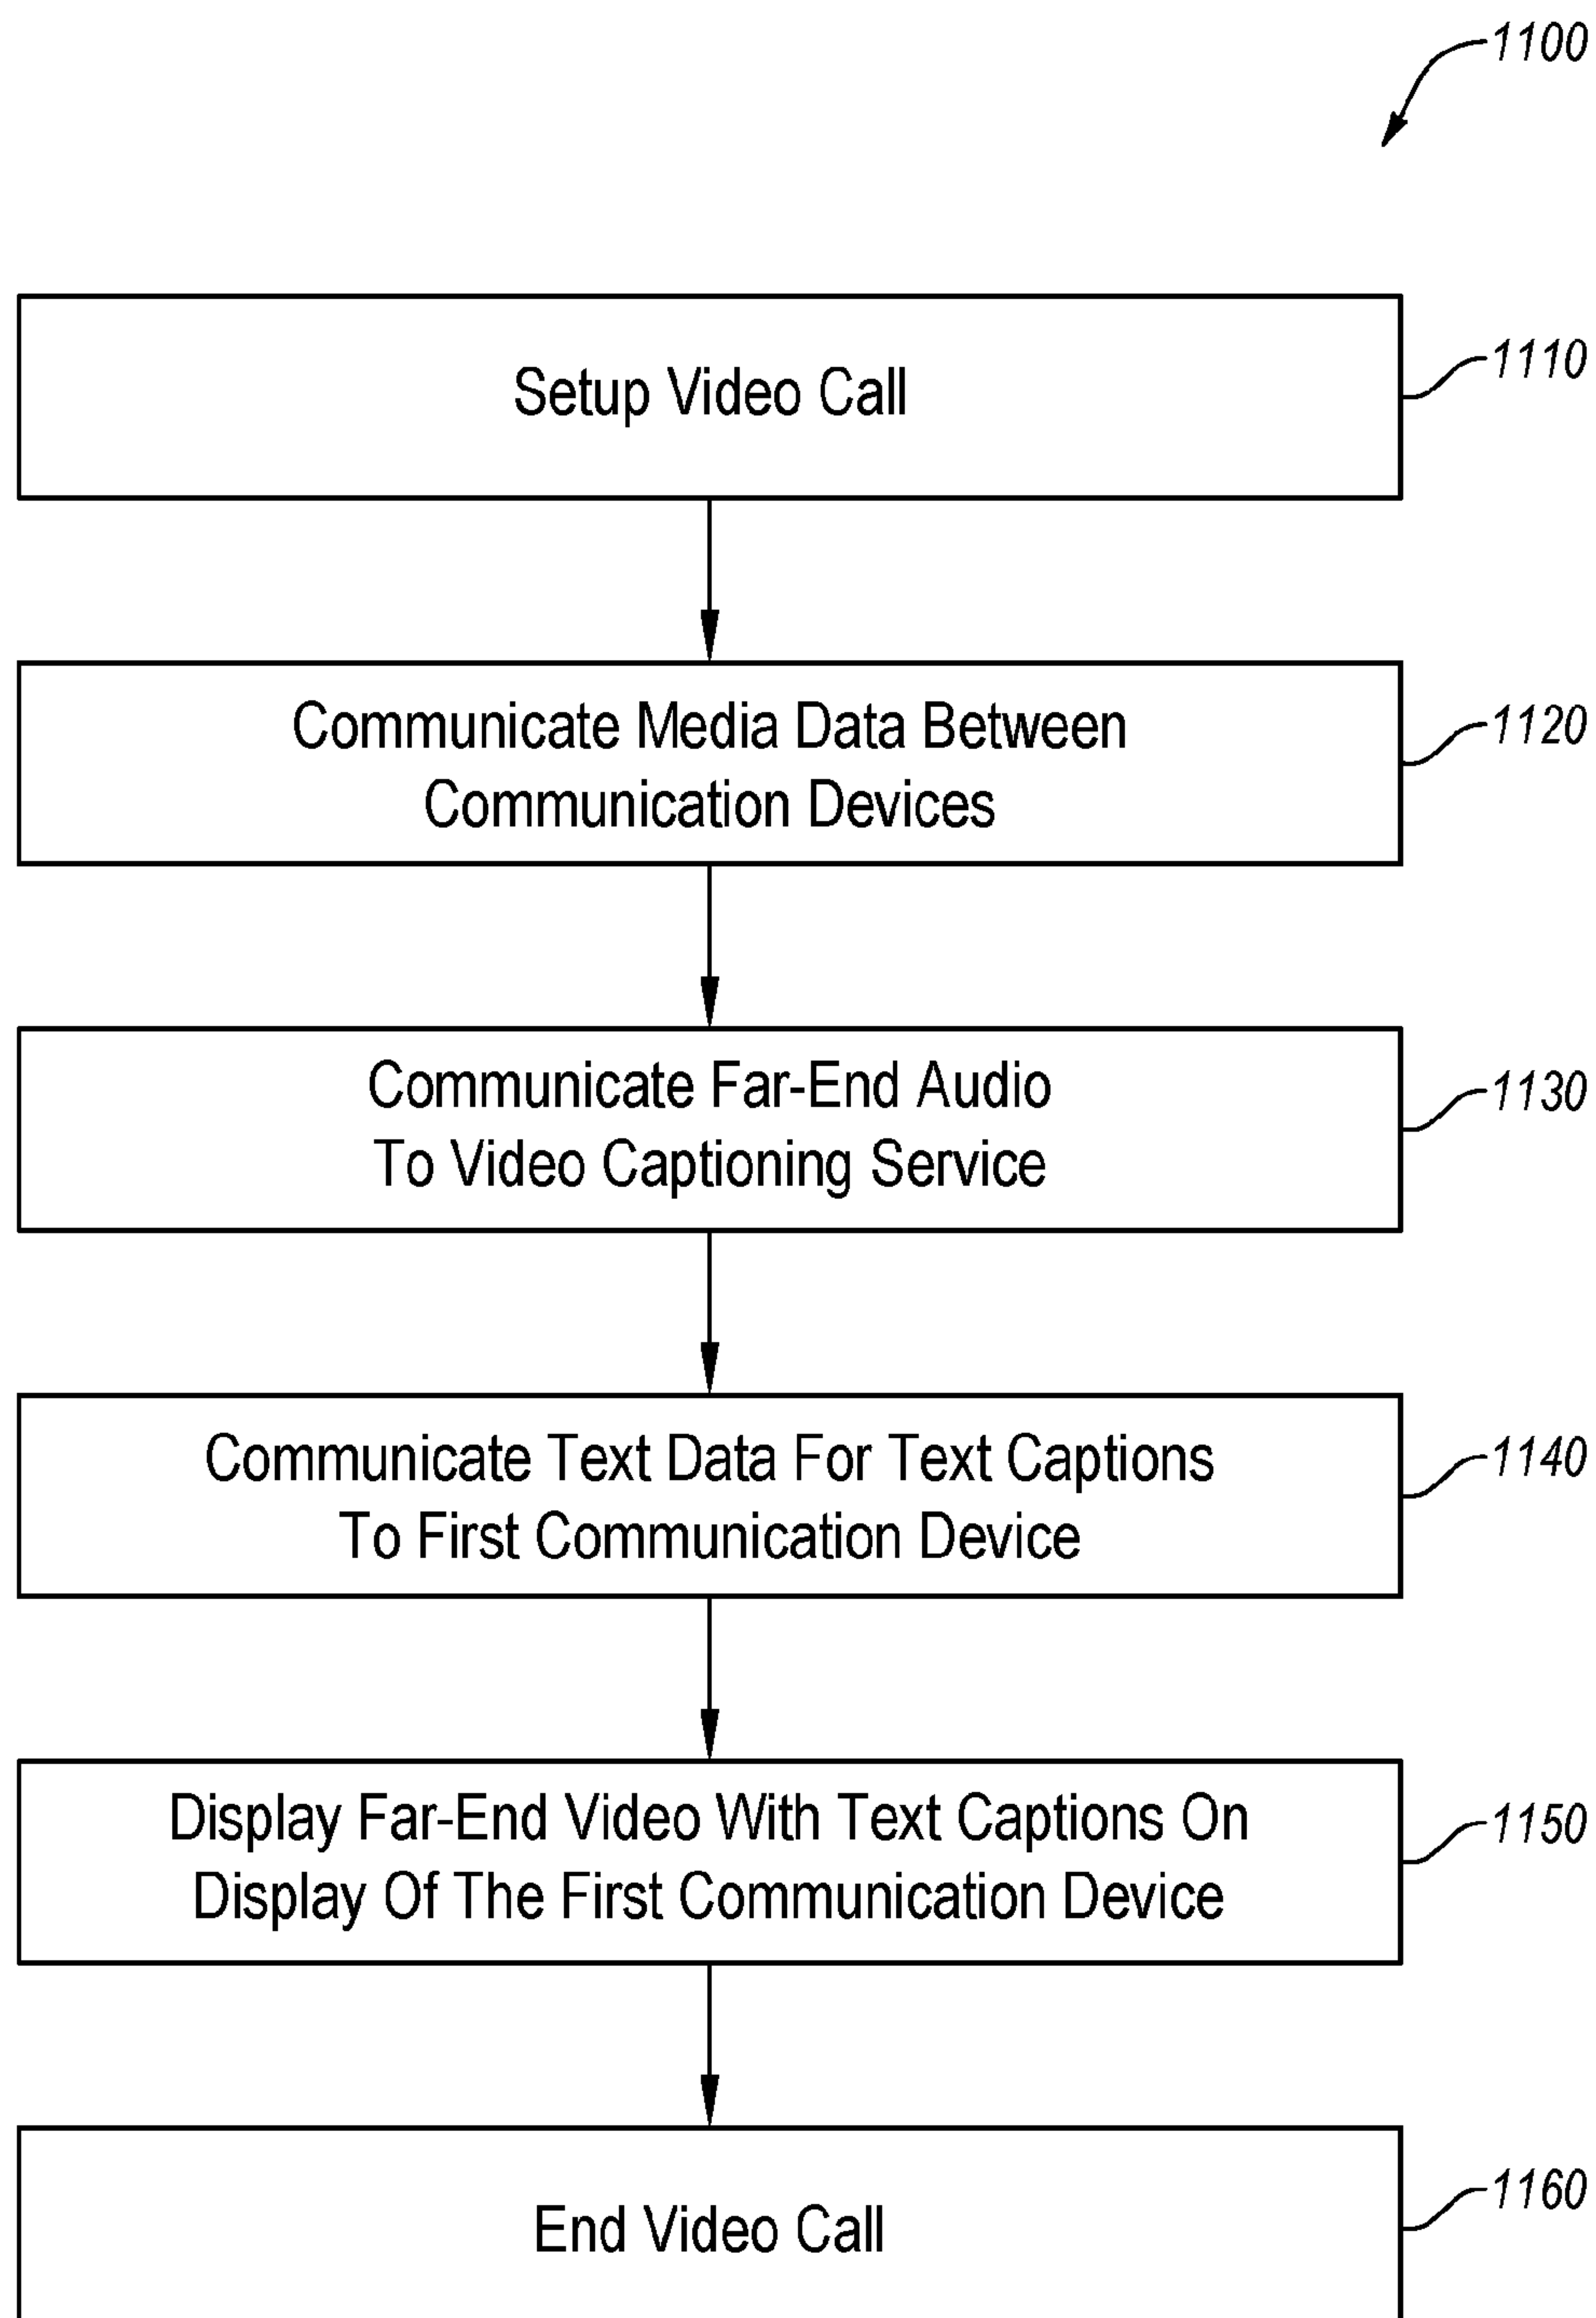 1100
Setup Video Call
1110
Communicate Media Data Between
Communication Devices
1120
Communicate Far-End Audio
To Video Captioning Service
1130
Communicate Text Data For Text Captions
To First Communication Device
1140
Display Far-End Video With Text Captions On
Display Of The First Communication Device
1150
End Video Call
1160